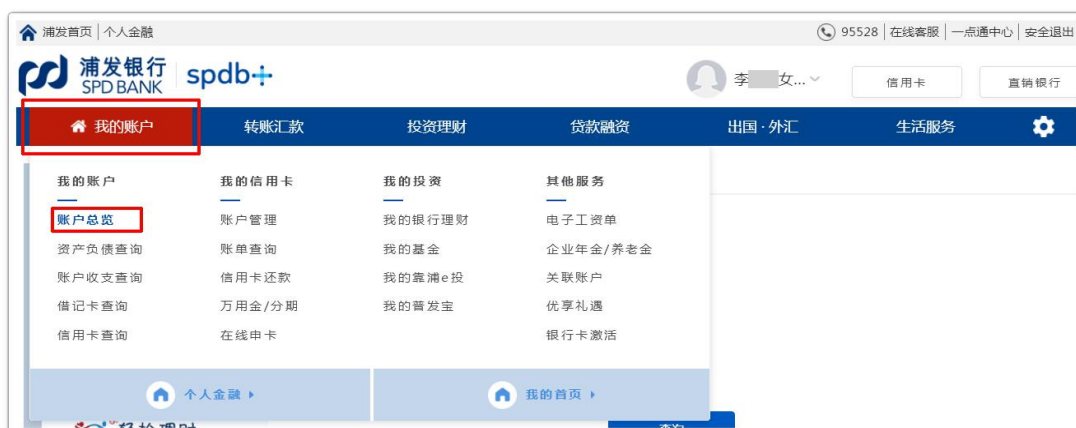 浦发首页 | 个人金融
95528 | 在线客服 | 一点通中心 | 安全退出
浦发银行
SPD BANK
spdb+
李 女...
信用卡
直销银行
我的账户 转账汇款 投资理财 贷款融资 出国·外汇 生活服务
我的账户 我的信用卡 我的投资 其他服务
账户总览 账户管理 我的银行理财 电子工资单
资产负债查询 账单查询 我的基金 企业年金/养老金
账户收支查询 信用卡还款 我的靠浦e投 关联账户
借记卡查询 万用金/分期 我的普发宝 优享礼遇
信用卡查询 在线申卡 银行卡激活
个人金融 我的首页